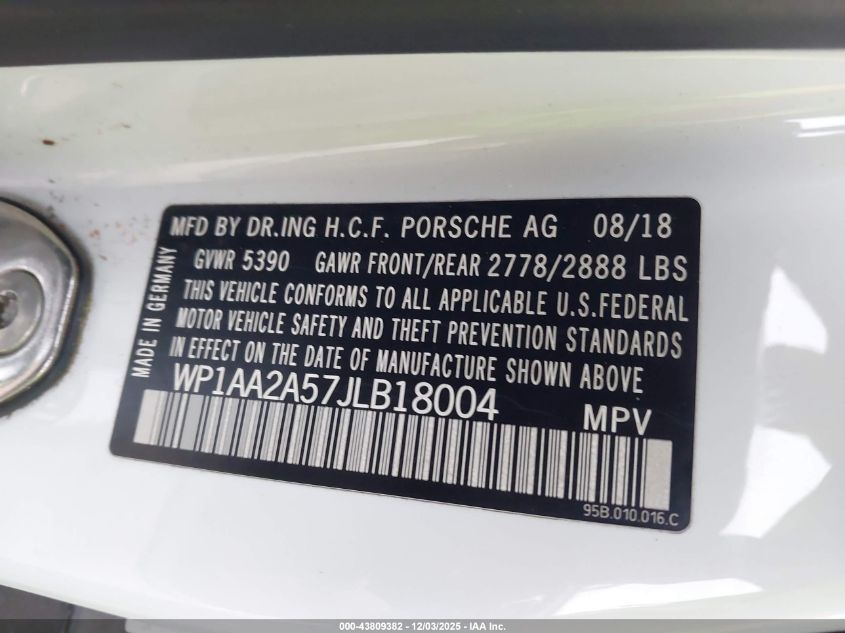 MFD BY DR.ING H.C.F. PORSCHE AG 08/18
GVWR 5390 GAWR FRONT/REAR 2778/2888 LBS
THIS VEHICLE CONFORMS TO ALL APPLICABLE U.S.FEDERAL
MOTOR VEHICLE SAFETY AND THEFT PREVENTION STANDARDS
IN EFFECT ON THE DATE OF MANUFACTURE SHOWN ABOVE
MADE IN GERMANY
WP1AA2A57JLB18004 MPV
95B.010.016.C
000-43809382 | 12/03/2025 - IAA Inc.